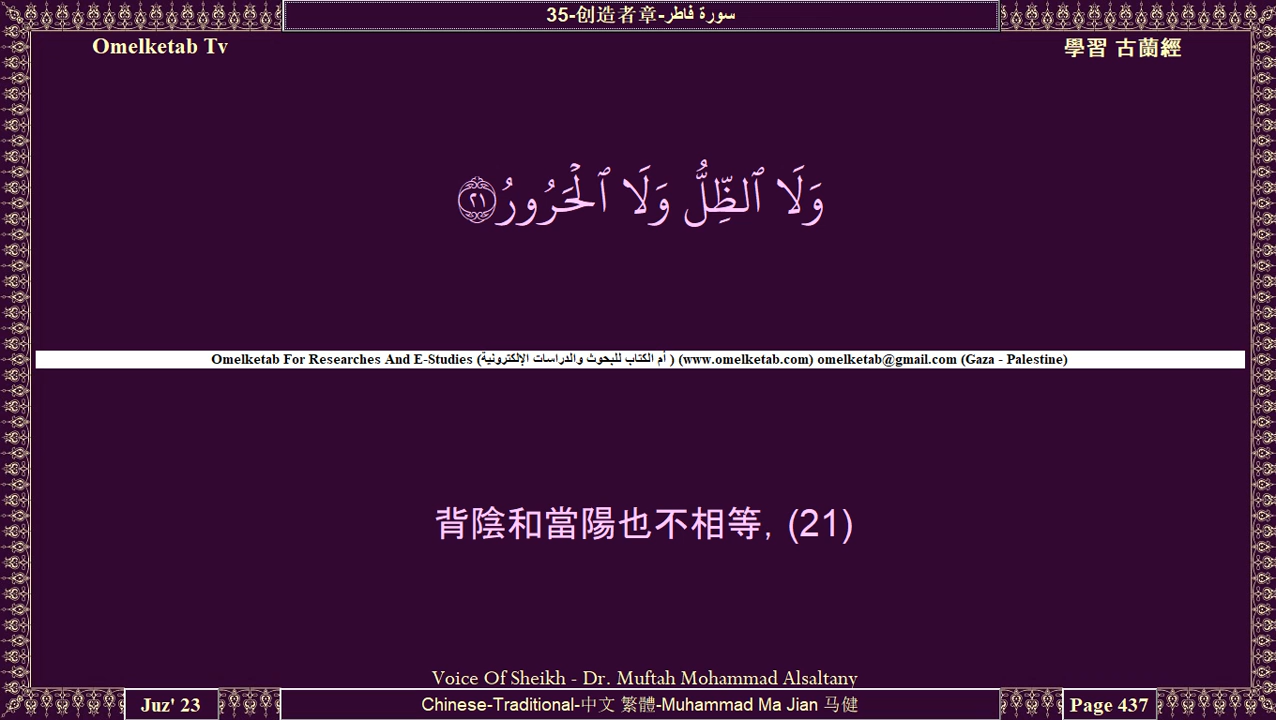 35-创造者章-سورة فاطر
Omelketab Tv
學習 古蘭經
وَلَا ٱلظِّلُّ وَلَا ٱلْحَرُورُ ٢١
Omelketab For Researches And E-Studies (أم الكتاب للبحوث والدراسات الإلكترونية ) (www.omelketab.com) omelketab@gmail.com (Gaza - Palestine)
背陰和當陽也不相等, (21)
Voice Of Sheikh - Dr. Muftah Mohammad Alsaltany
Juz' 23
Chinese-Traditional-中文 繁體-Muhammad Ma Jian 马健
Page 437